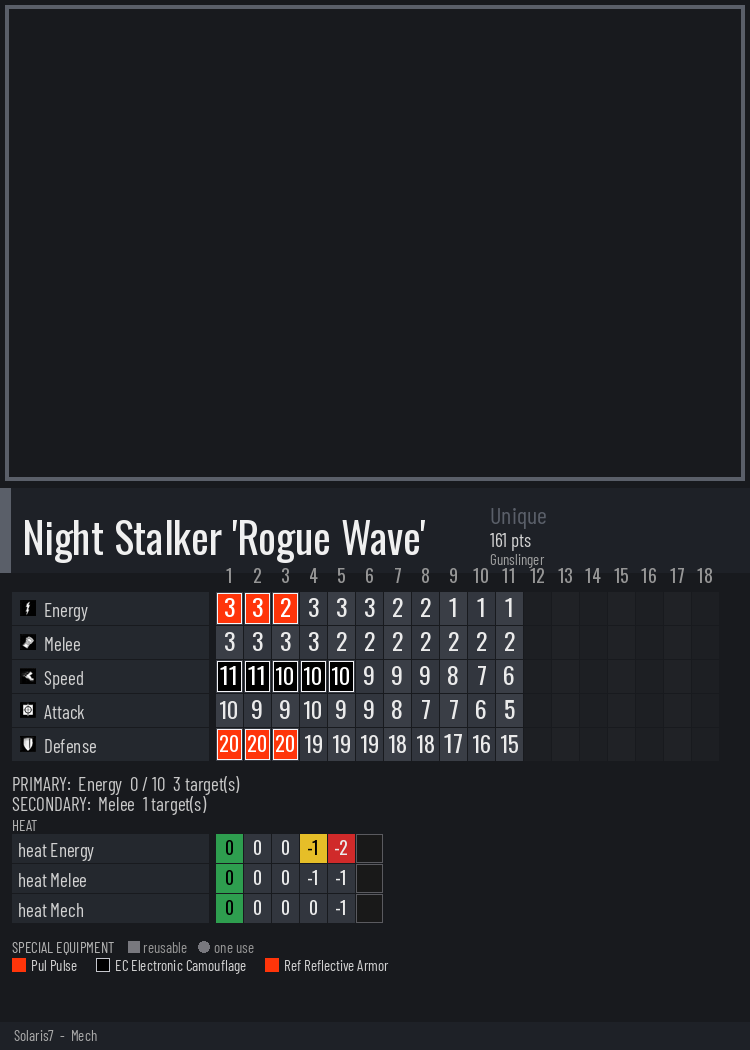 Night Stalker 'Rogue Wave'
Unique
161 pts
Gunslinger
1 2 3 4 5 6 7 8 9 10 11 12 13 14 15 16 17 18
Energy 3 3 2 3 3 3 2 2 1 1 1
Melee 3 3 3 3 2 2 2 2 2 2 2
Speed 11 11 10 10 10 9 9 9 8 7 6
Attack 10 9 9 10 9 9 8 7 7 6 5
Defense 20 20 20 19 19 19 18 18 17 16 15
PRIMARY: Energy 0 / 10 3 target(s)
SECONDARY: Melee 1 target(s)
HEAT
heat Energy 0 0 0 -1 -2
heat Melee 0 0 0 -1 -1
heat Mech 0 0 0 0 -1
SPECIAL EQUIPMENT reusable one use
Pul Pulse EC Electronic Camouflage Ref Reflective Armor
Solaris7 - Mech